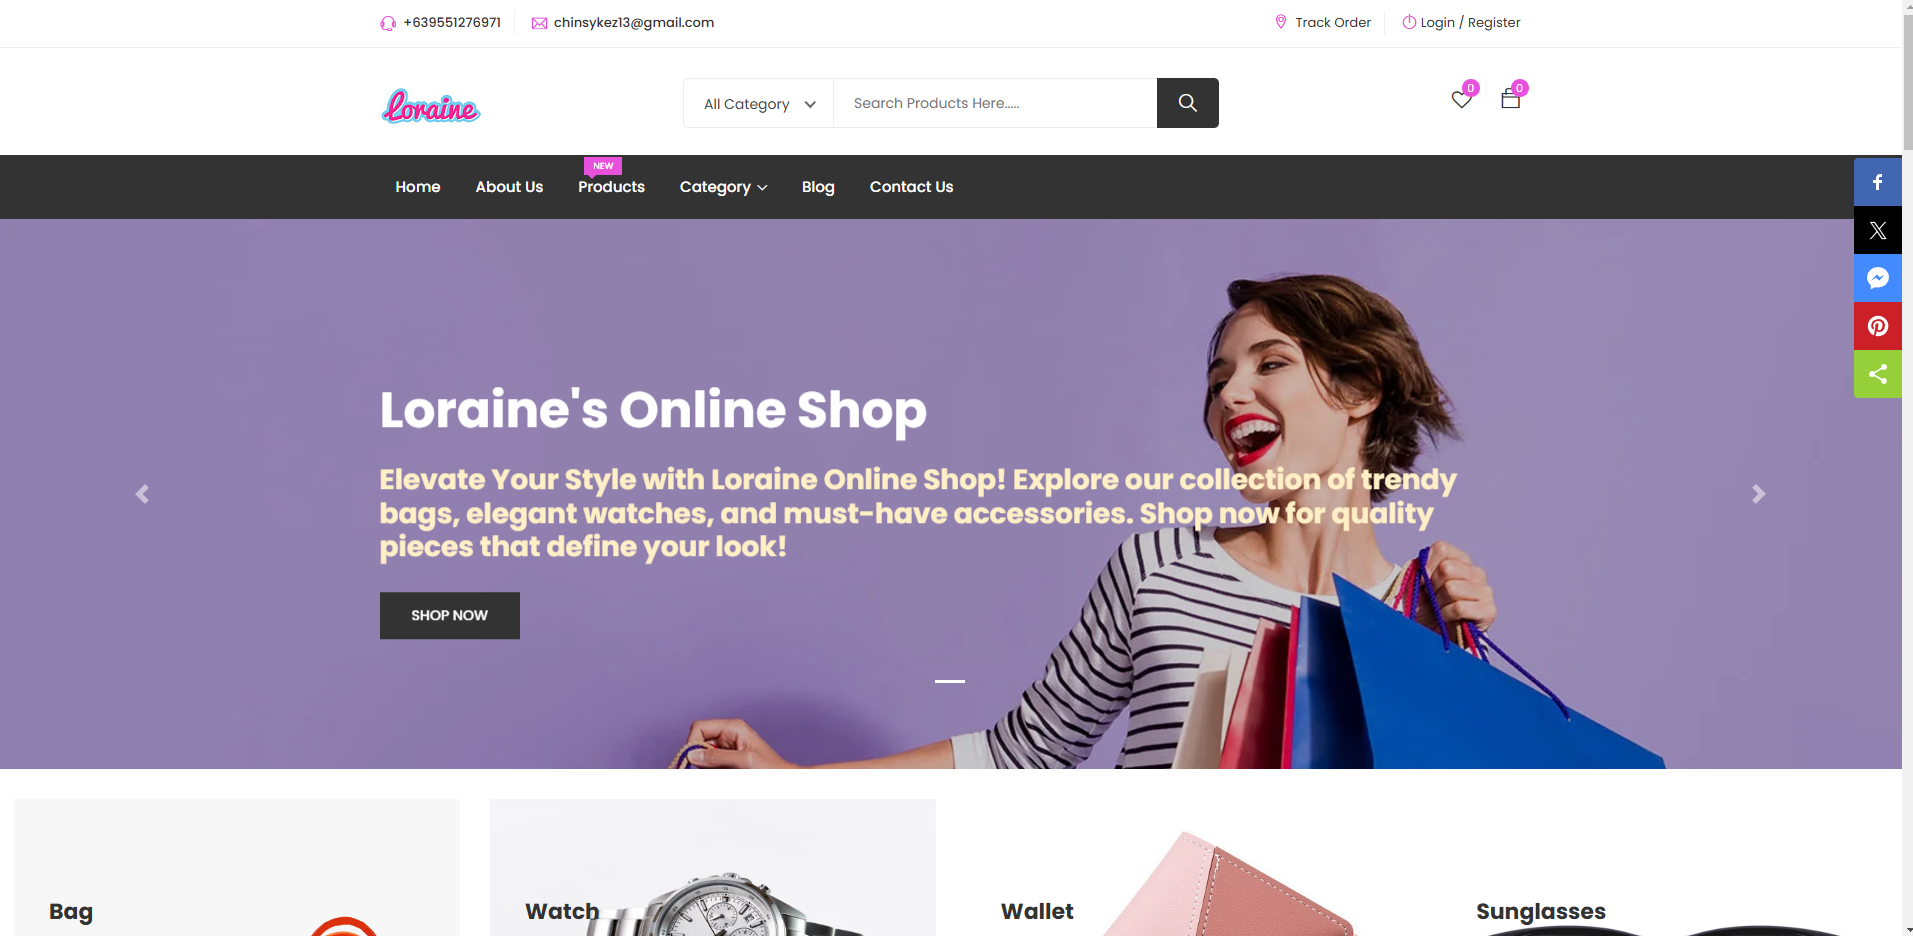 +639551276971
chinsykez13@gmail.com
Track Order
Login / Register
Loraine
All Category
Search Products Here.....
0
0
NEW
Home
About Us
Products
Category
Blog
Contact Us
Loraine's Online Shop
Elevate Your Style with Loraine Online Shop! Explore our collection of trendy
bags, elegant watches, and must-have accessories. Shop now for quality
pieces that define your look!
SHOP NOW
Bag
Watch
Wallet
Sunglasses